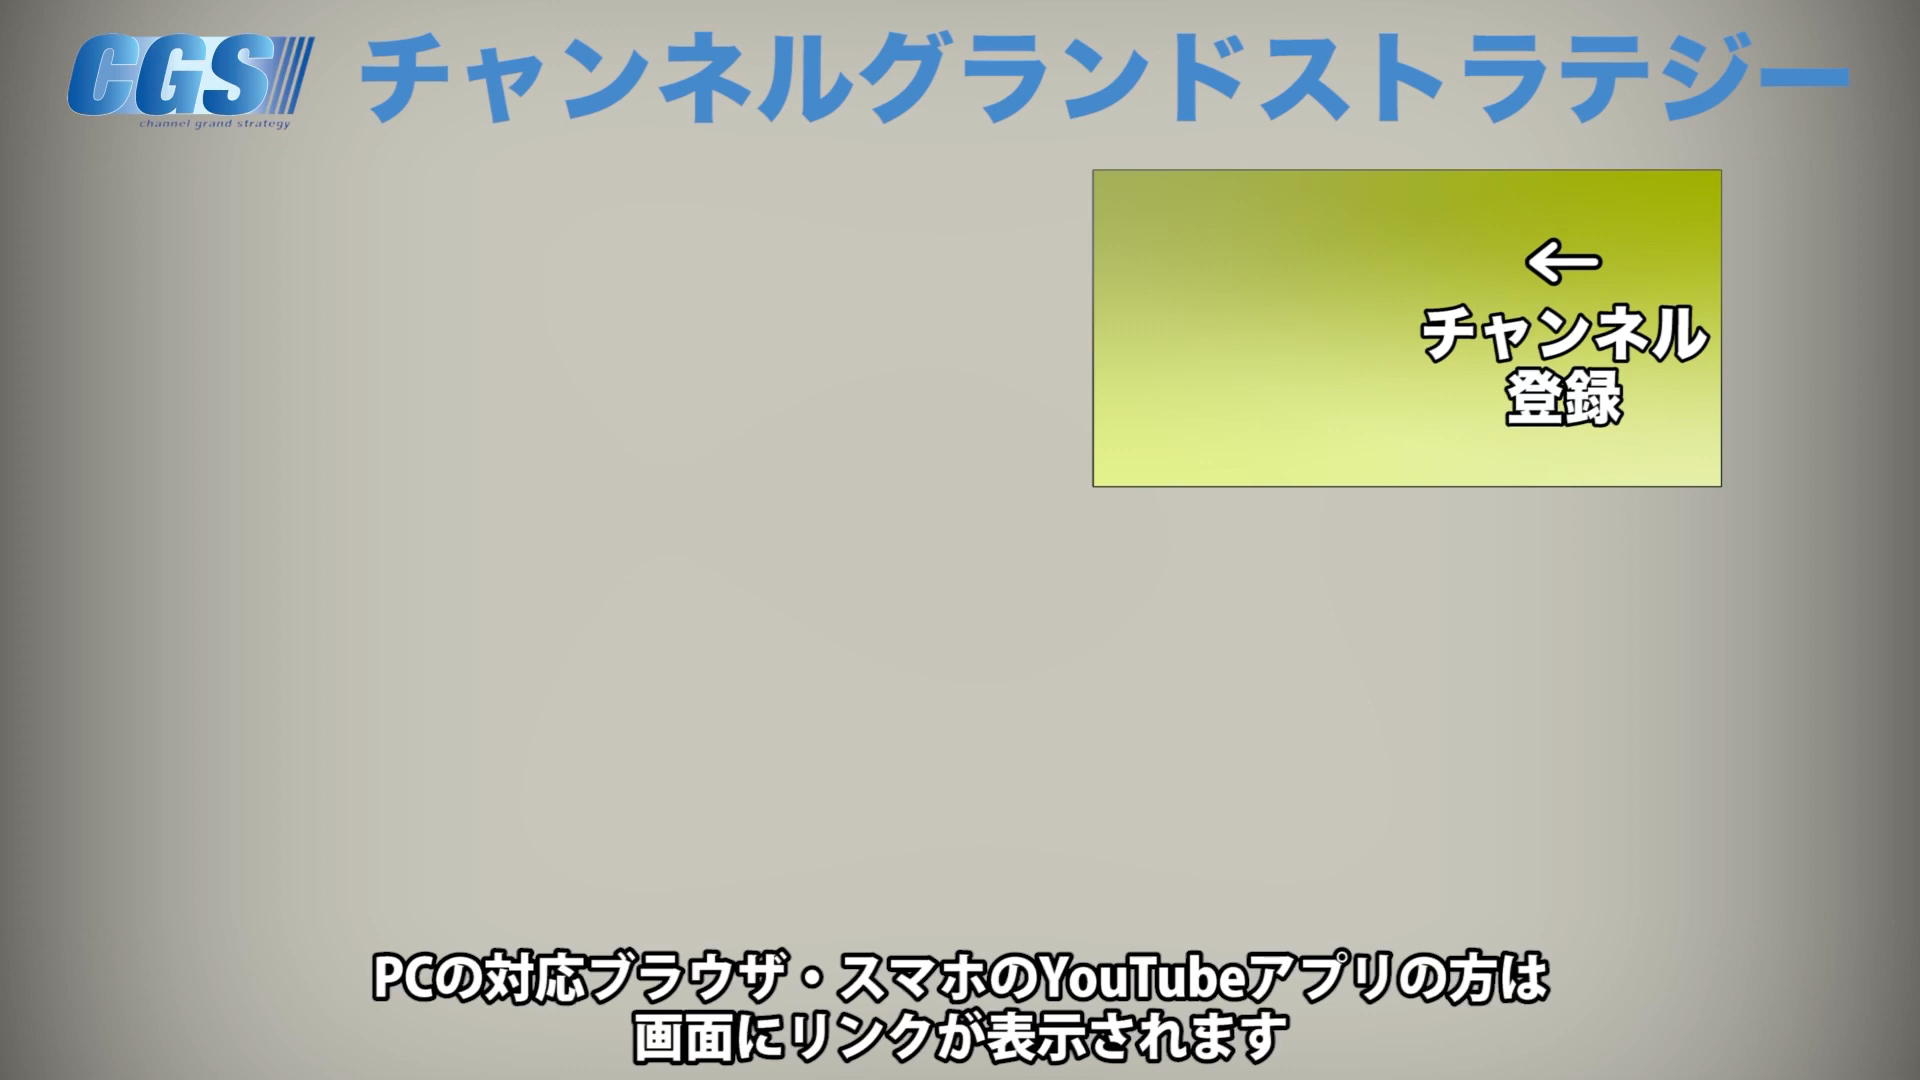 CGS
channel grand strategy
チャンネルグランドストラテジー
←
チャンネル
登録
PCの対応ブラウザ・スマホのYouTubeアプリの方は
画面にリンクが表示されます